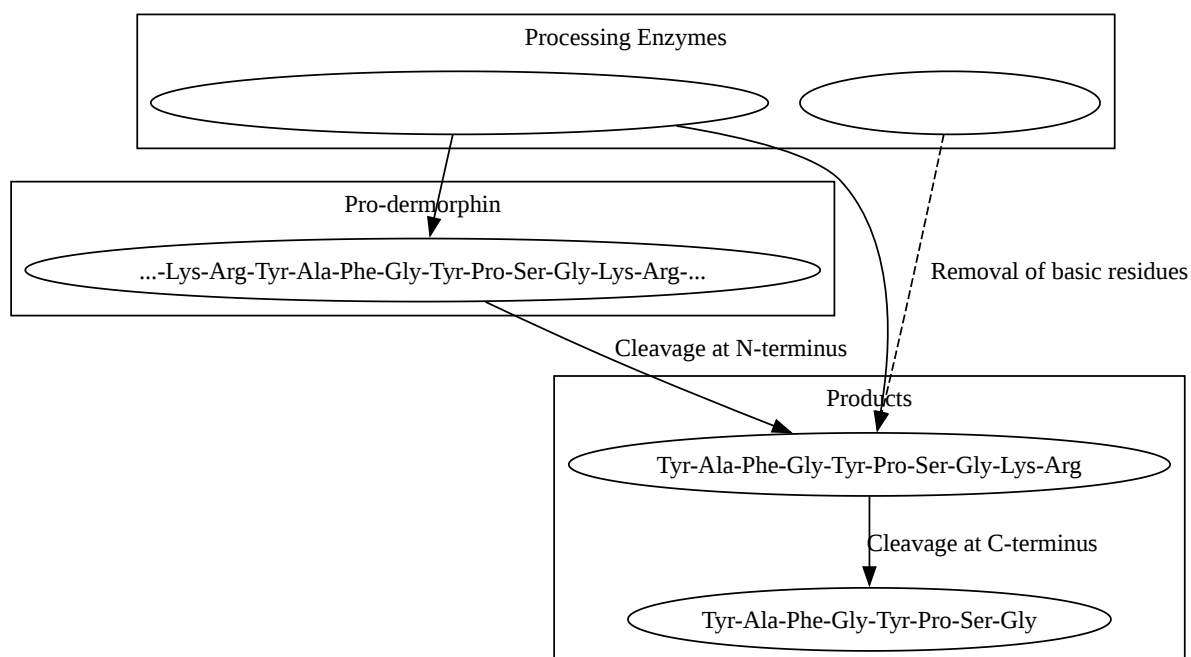 Processing Enzymes
Pro-dermorphin
...-Lys-Arg-Tyr-Ala-Phe-Gly-Tyr-Pro-Ser-Gly-Lys-Arg-...
Removal of basic residues
Cleavage at N-terminus
Products
Tyr-Ala-Phe-Gly-Tyr-Pro-Ser-Gly-Lys-Arg
Cleavage at C-terminus
Tyr-Ala-Phe-Gly-Tyr-Pro-Ser-Gly